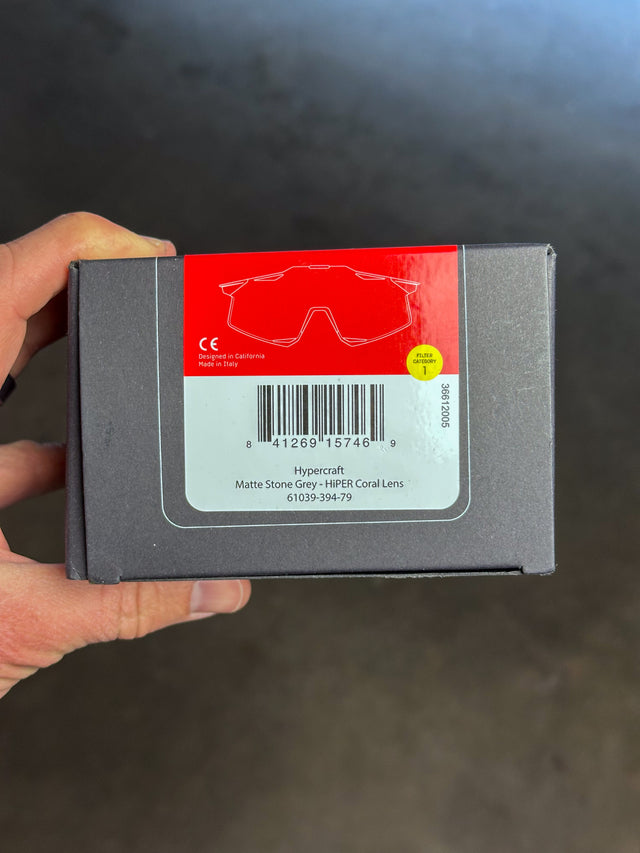 CE
Designed in California
Made in Italy
FILTER
CATEGORY
1
36612005
8 41269 15746 9
Hypercraft
Matte Stone Grey - HiPER Coral Lens
61039-394-79